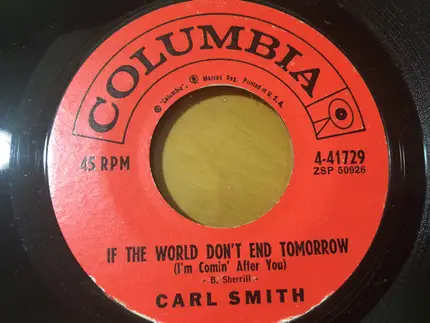 COLUMBIA
® "Columbia", ® Marcas Reg. Printed in U.S.A.
45 RPM
4-41729
ZSP 50926
IF THE WORLD DON'T END TOMORROW
(I'm Comin' After You)
- B. Sherrill -
CARL SMITH